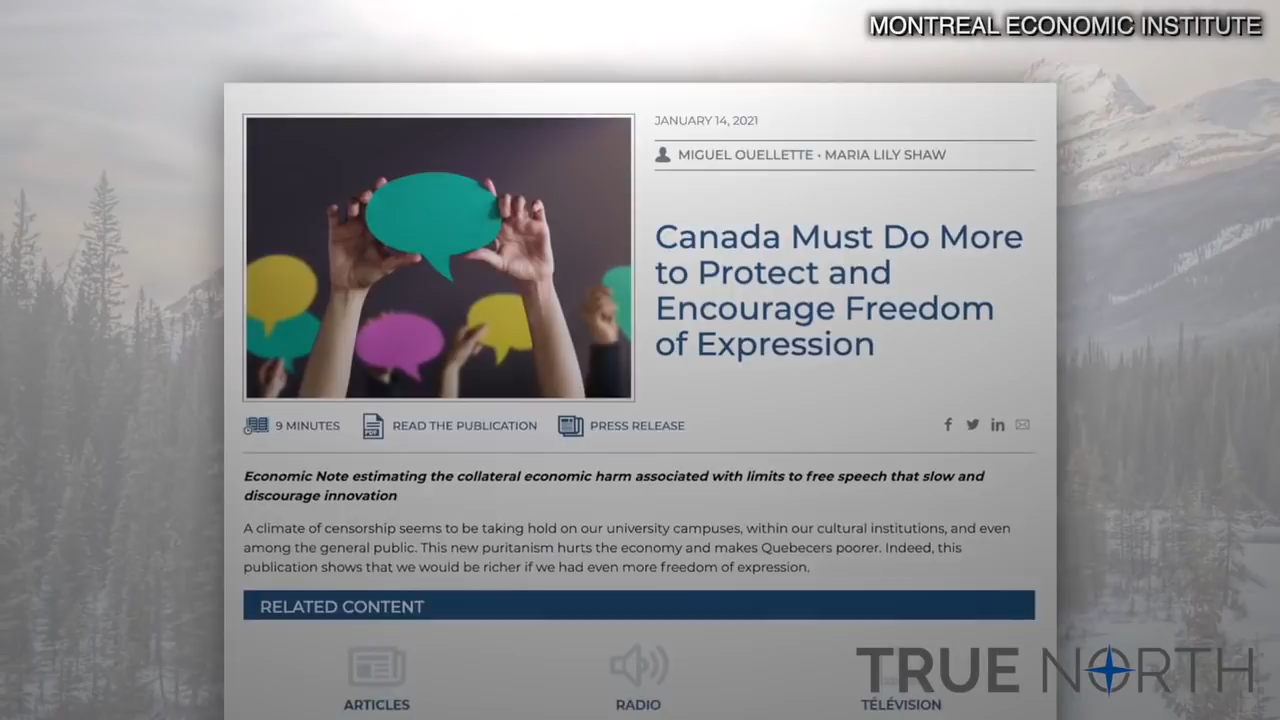 MONTREAL ECONOMIC INSTITUTE
JANUARY 14, 2021
MIGUEL OUELLETTE · MARIA LILY SHAW
Canada Must Do More
to Protect and
Encourage Freedom
of Expression
9 MINUTES
PDF
READ THE PUBLICATION
PRESS RELEASE
Economic Note estimating the collateral economic harm associated with limits to free speech that slow and
discourage innovation
A climate of censorship seems to be taking hold on our university campuses, within our cultural institutions, and even
among the general public. This new puritanism hurts the economy and makes Quebecers poorer. Indeed, this
publication shows that we would be richer if we had even more freedom of expression.
RELATED CONTENT
ARTICLES
RADIO
TÉLÉVISION
TRUE NORTH